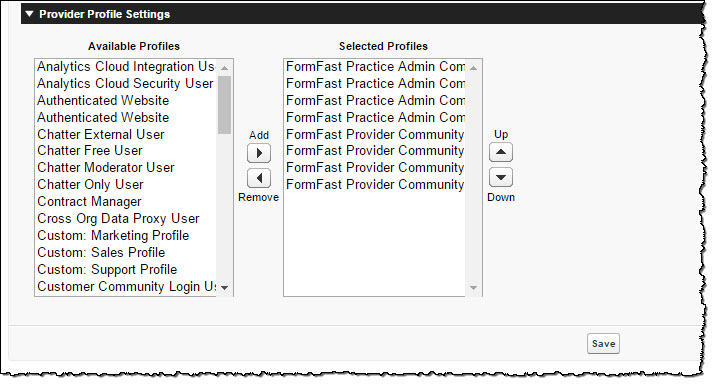 Provider Profile Settings
Available Profiles
Analytics Cloud Integration Us
Analytics Cloud Security User
Authenticated Website
Authenticated Website
Chatter External User
Chatter Free User
Chatter Moderator User
Chatter Only User
Contract Manager
Cross Org Data Proxy User
Custom: Marketing Profile
Custom: Sales Profile
Custom: Support Profile
Customer Community Login Us
Add
Remove
Selected Profiles
FormFast Practice Admin Com
FormFast Practice Admin Com
FormFast Practice Admin Com
FormFast Practice Admin Com
FormFast Provider Community
FormFast Provider Community
FormFast Provider Community
FormFast Provider Community
Up
Down
Save